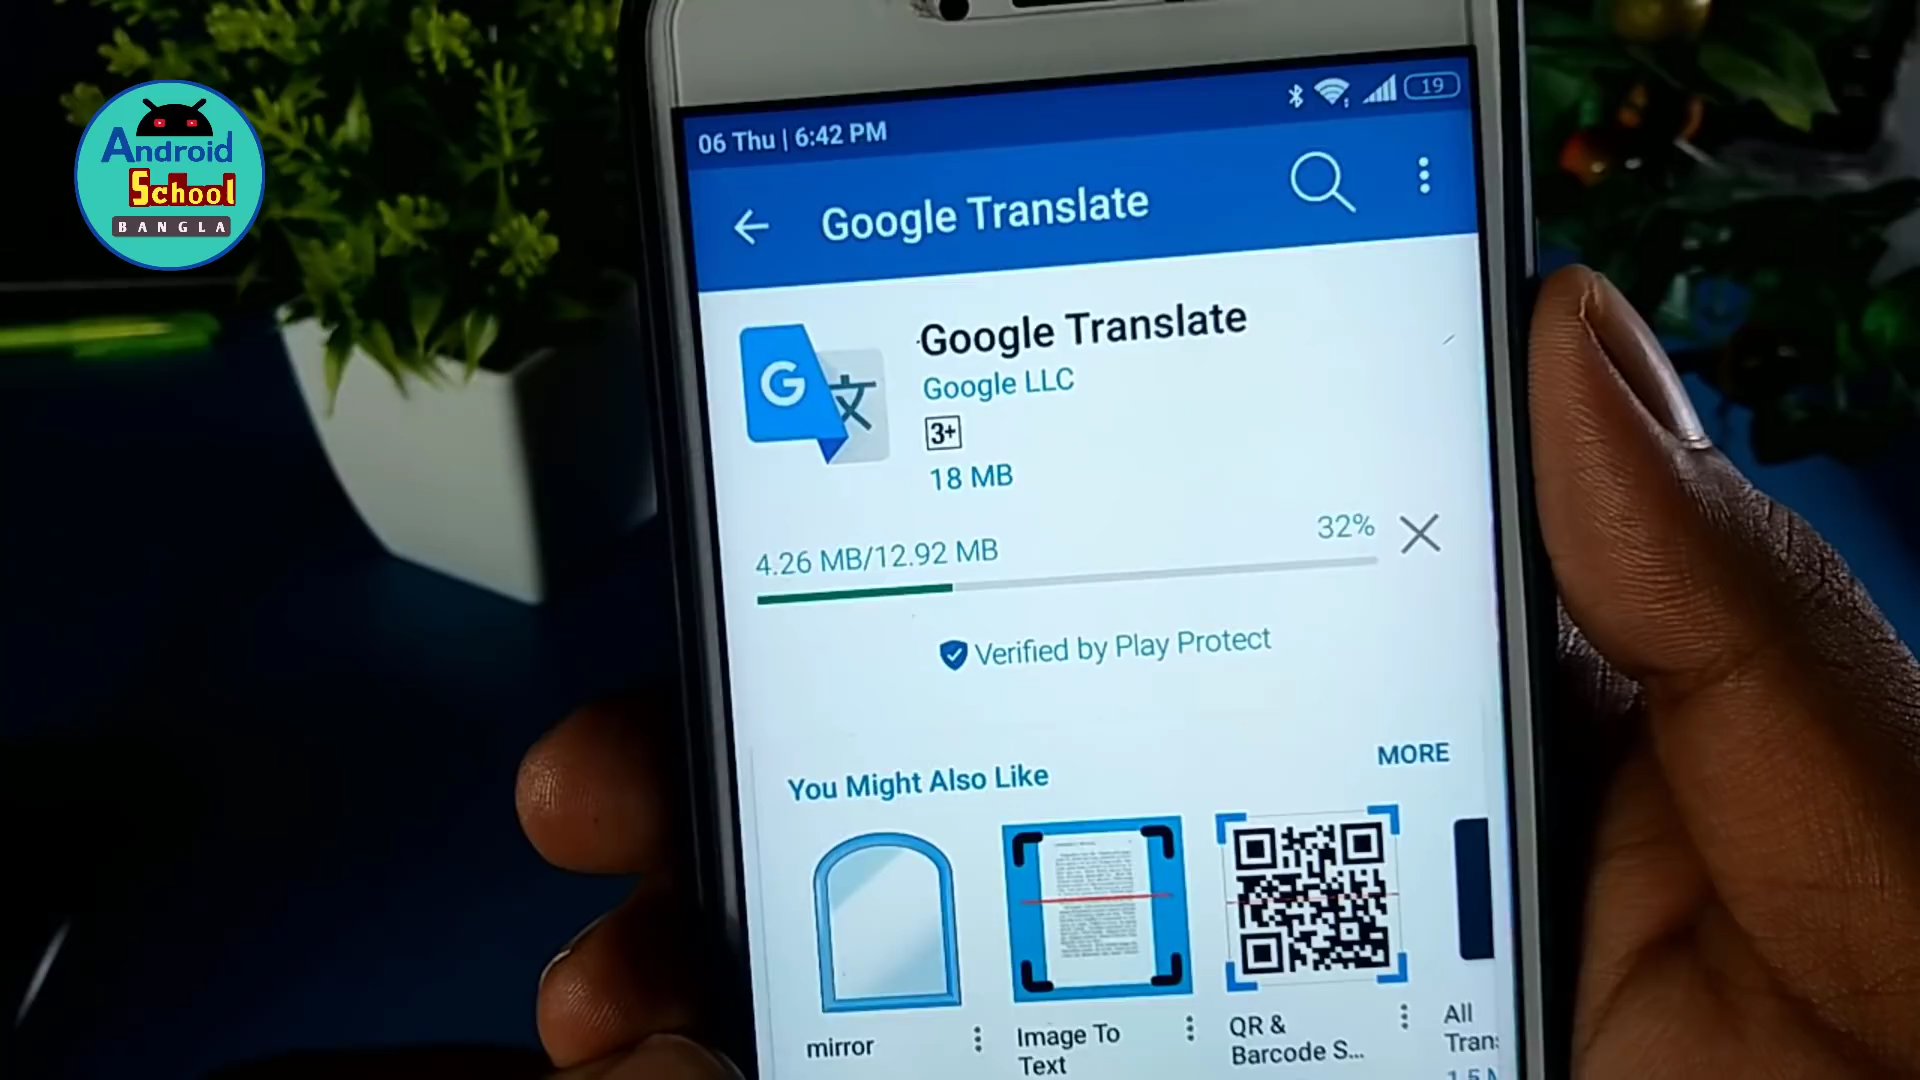 Android
School
BANGLA
06 Thu | 6:42 PM
19
Google Translate
Google Translate
Google LLC
3+
18 MB
4.26 MB/12.92 MB
32%
Verified by Play Protect
You Might Also Like
MORE
mirror
Image To
Text
QR &
Barcode S...
All
Trans